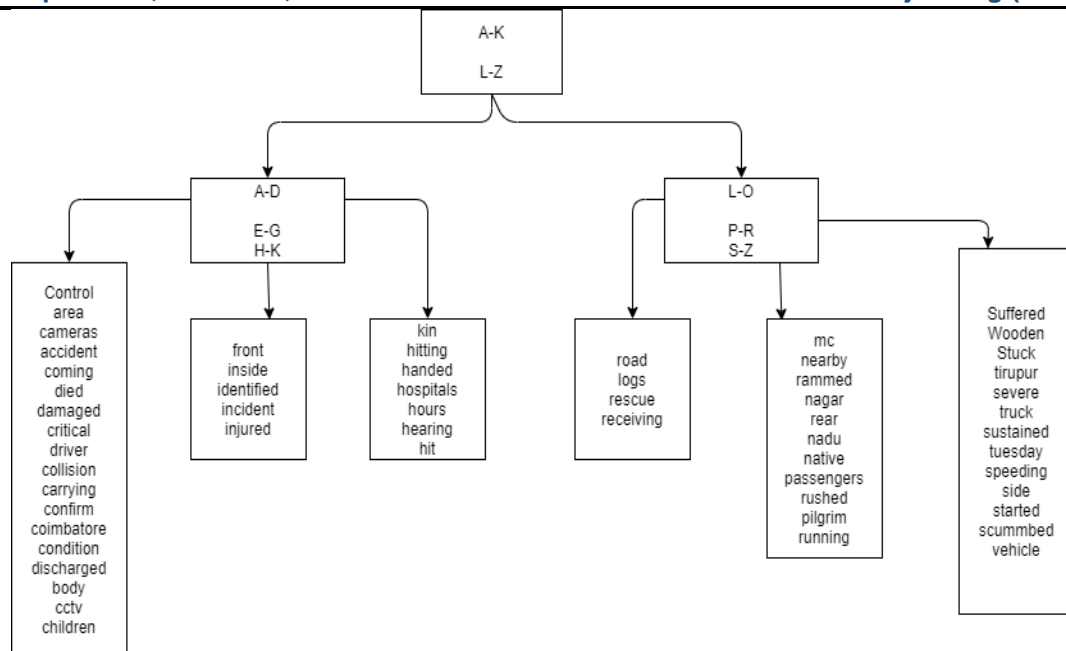 A-K
L-Z
A-D
E-G
H-K
L-O
P-R
S-Z
Control
area
cameras
accident
coming
died
damaged
critical
driver
collision
carrying
confirm
coimbatore
condition
discharged
body
cctv
children
front
inside
identified
incident
injured
kin
hitting
handed
hospitals
hours
hearing
hit
road
logs
rescue
receiving
mc
nearby
rammed
nagar
rear
nadu
native
passengers
rushed
pilgrim
running
Suffered
Wooden
Stuck
tirupur
severe
truck
sustained
tuesday
speeding
side
started
scummbed
vehicle